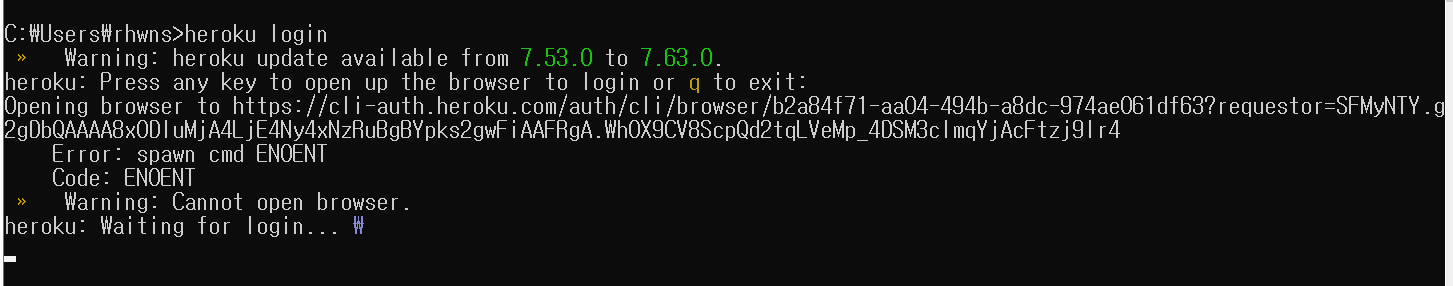 C:₩Users₩rhwns>heroku login
»   Warning: heroku update available from 7.53.0 to 7.63.0.
heroku: Press any key to open up the browser to login or q to exit:
Opening browser to https://cli-auth.heroku.com/auth/cli/browser/b2a84f71-aa04-494b-a8dc-974ae061df63?requestor=SFMyNTY.g
2gDbQAAAA8xODIuMjA4LjE4Ny4xNzRuBgBYpks2gwFiAAFRgA.WhOX9CV8ScpQd2tqLVeMp_4DSM3clmqYjAcFtzj9lr4
Error: spawn cmd ENOENT
Code: ENOENT
»   Warning: Cannot open browser.
heroku: Waiting for login... ₩